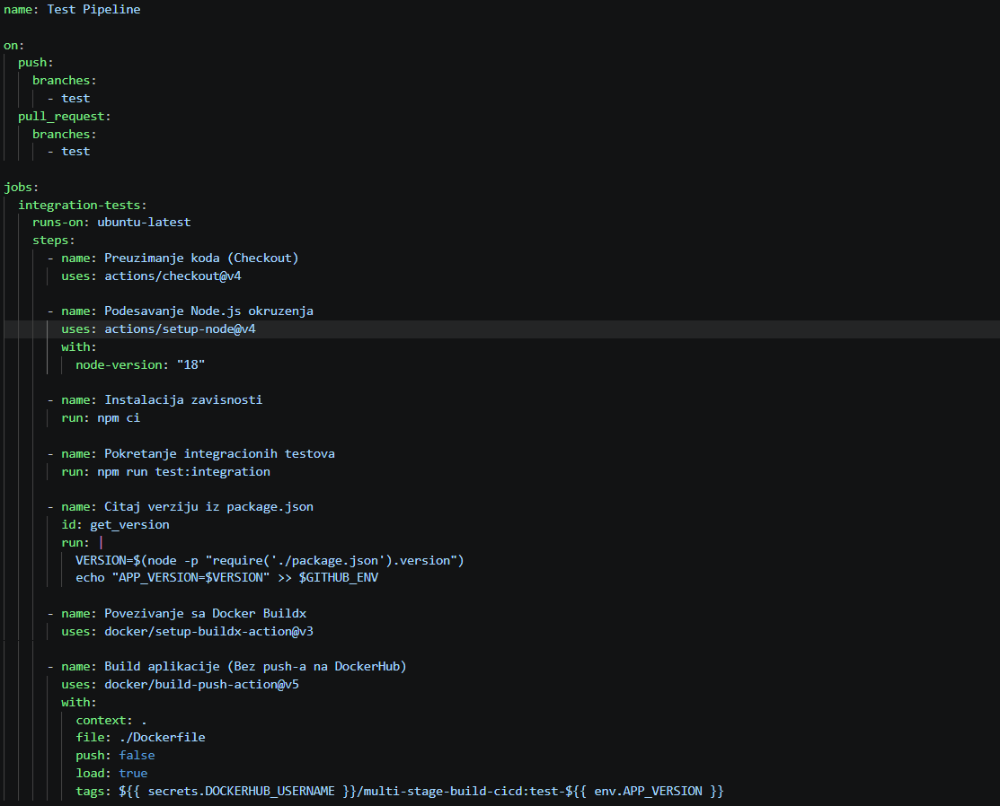 name: Test Pipeline
on:
push:
branches:
- test
pull_request:
branches:
- test
jobs:
integration-tests:
runs-on: ubuntu-latest
steps:
- name: Preuzimanje koda (Checkout)
uses: actions/checkout@v4
- name: Podesavanje Node.js okruzenja
uses: actions/setup-node@v4
with:
node-version: "18"
- name: Instalacija zavisnosti
run: npm ci
- name: Pokretanje integracionih testova
run: npm run test:integration
- name: Citaj verziju iz package.json
id: get_version
run: |
VERSION=$(node -p "require('./package.json').version")
echo "APP_VERSION=$VERSION" >> $GITHUB_ENV
- name: Povezivanje sa Docker Buildx
uses: docker/setup-buildx-action@v3
- name: Build aplikacije (Bez push-a na DockerHub)
uses: docker/build-push-action@v5
with:
context: .
file: ./Dockerfile
push: false
load: true
tags: ${{ secrets.DOCKERHUB_USERNAME }}/multi-stage-build-cicd:test-${{ env.APP_VERSION }}